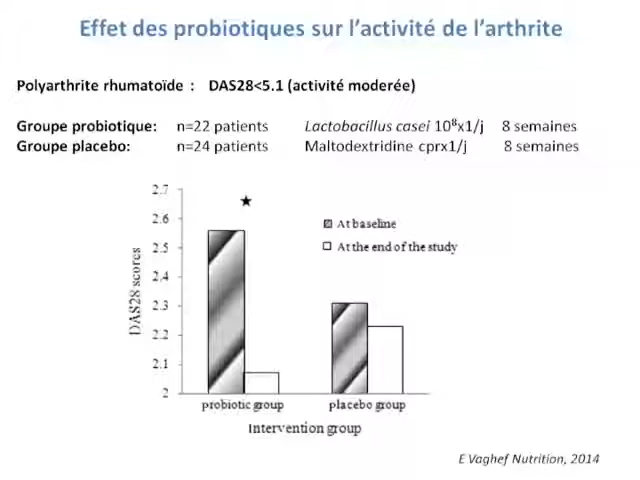 Effet des probiotiques sur l'activité de l'arthrite
Polyarthrite rhumatoïde : DAS28<5.1 (activité moderée)
Groupe probiotique: n=22 patients Lactobacillus casei 10⁸x1/j 8 semaines
Groupe placebo: n=24 patients Maltodextridine cprx1/j 8 semaines
2.7
2.6
2.5
2.4
2.3
2.2
2.1
2
DAS28 scores
★
At baseline
At the end of the study
probiotic group placebo group
Intervention group
E Vaghef Nutrition, 2014